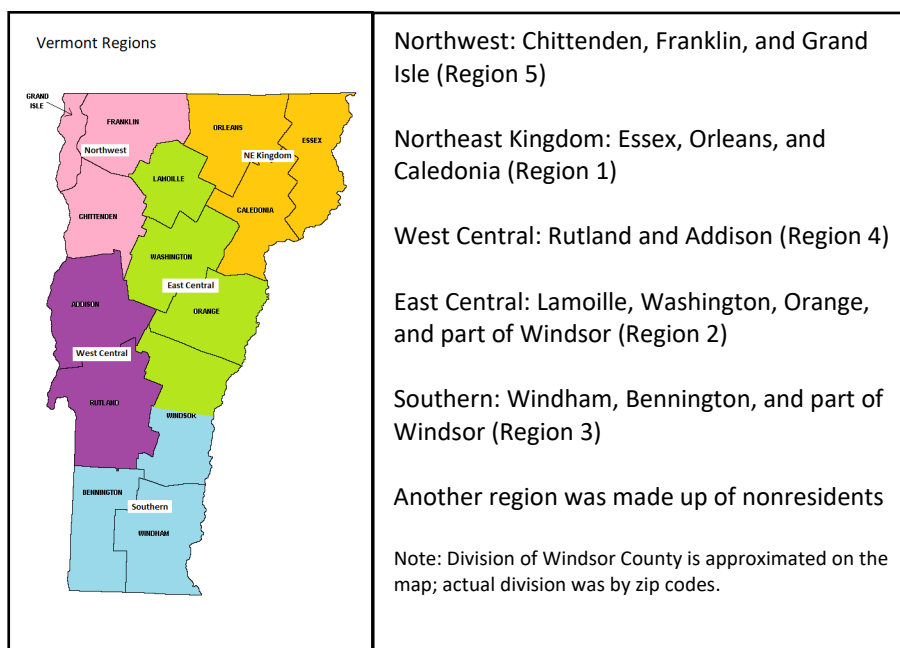 Vermont Regions
GRAND
ISLE
FRANKLIN
ORLEANS
ESSEX
Northwest
NE Kingdom
LAMOILLE
CALEDONIA
CHITTENDEN
WASHINGTON
East Central
ADDISON
ORANGE
West Central
RUTLAND
WINDSOR
BENNINGTON
Southern
WINDHAM
Northwest: Chittenden, Franklin, and Grand
Isle (Region 5)
Northeast Kingdom: Essex, Orleans, and
Caledonia (Region 1)
West Central: Rutland and Addison (Region 4)
East Central: Lamoille, Washington, Orange,
and part of Windsor (Region 2)
Southern: Windham, Bennington, and part of
Windsor (Region 3)
Another region was made up of nonresidents
Note: Division of Windsor County is approximated on the
map; actual division was by zip codes.